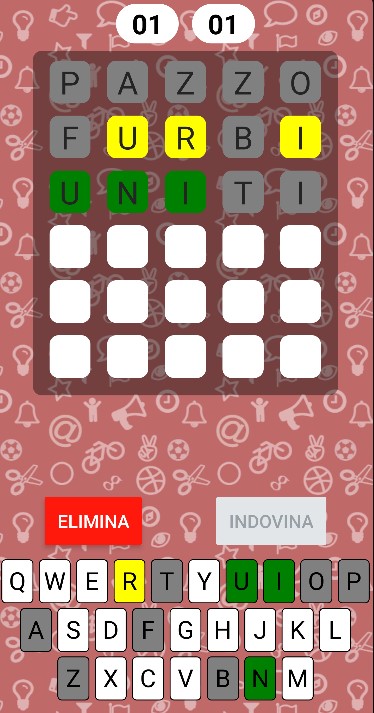 01 01
P A Z Z O
F U R B I
U N I T I
ELIMINA INDOVINA
Q W E R T Y U I O P
A S D F G H J K L
Z X C V B N M